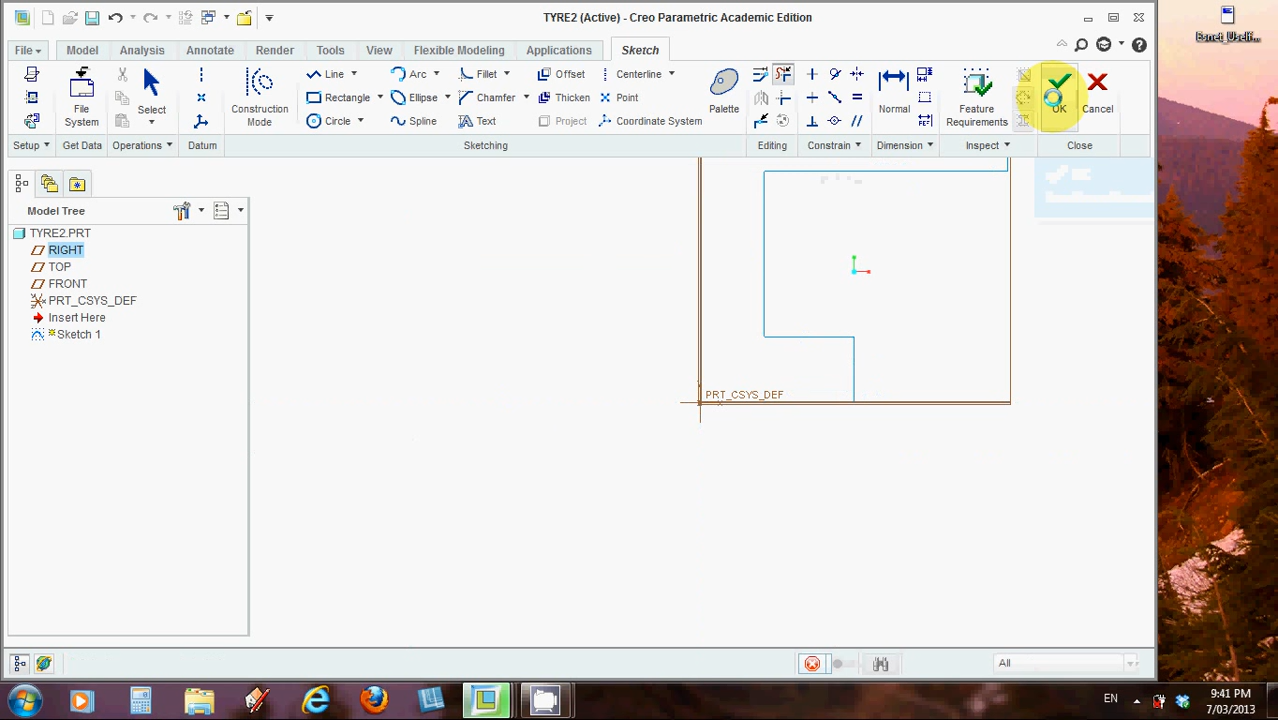 TYRE2 (Active) - Creo Parametric Academic Edition
File Model Analysis Annotate Render Tools View Flexible Modeling Applications Sketch
File System
Select
Construction Mode
Line Arc Fillet Offset Centerline
Rectangle Ellipse Chamfer Thicken Point
Circle Spline Text Project Coordinate System
Palette
Normal
Feature Requirements
OK
Cancel
Setup Get Data Operations Datum Sketching Editing Constrain Dimension Inspect Close
Model Tree
TYRE2.PRT
RIGHT
TOP
FRONT
PRT_CSYS_DEF
Insert Here
Sketch 1
PRT_CSYS_DEF
All
EN
9:41 PM
7/03/2013